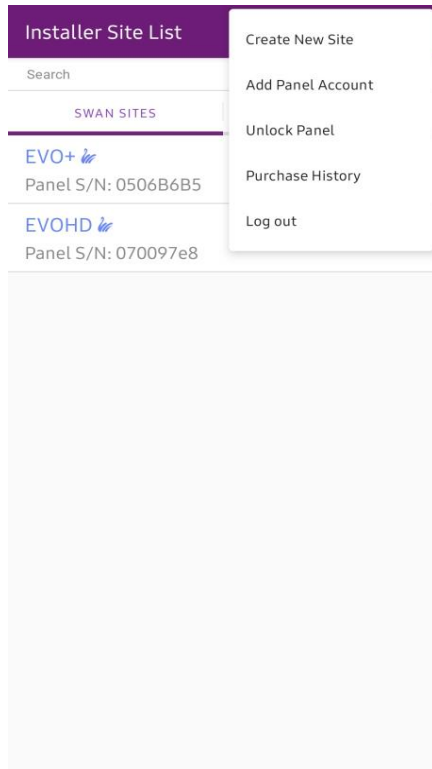 Installer Site List
Search
SWAN SITES
EVO+
Panel S/N: 0506B6B5
EVOHD
Panel S/N: 070097e8
Create New Site
Add Panel Account
Unlock Panel
Purchase History
Log out